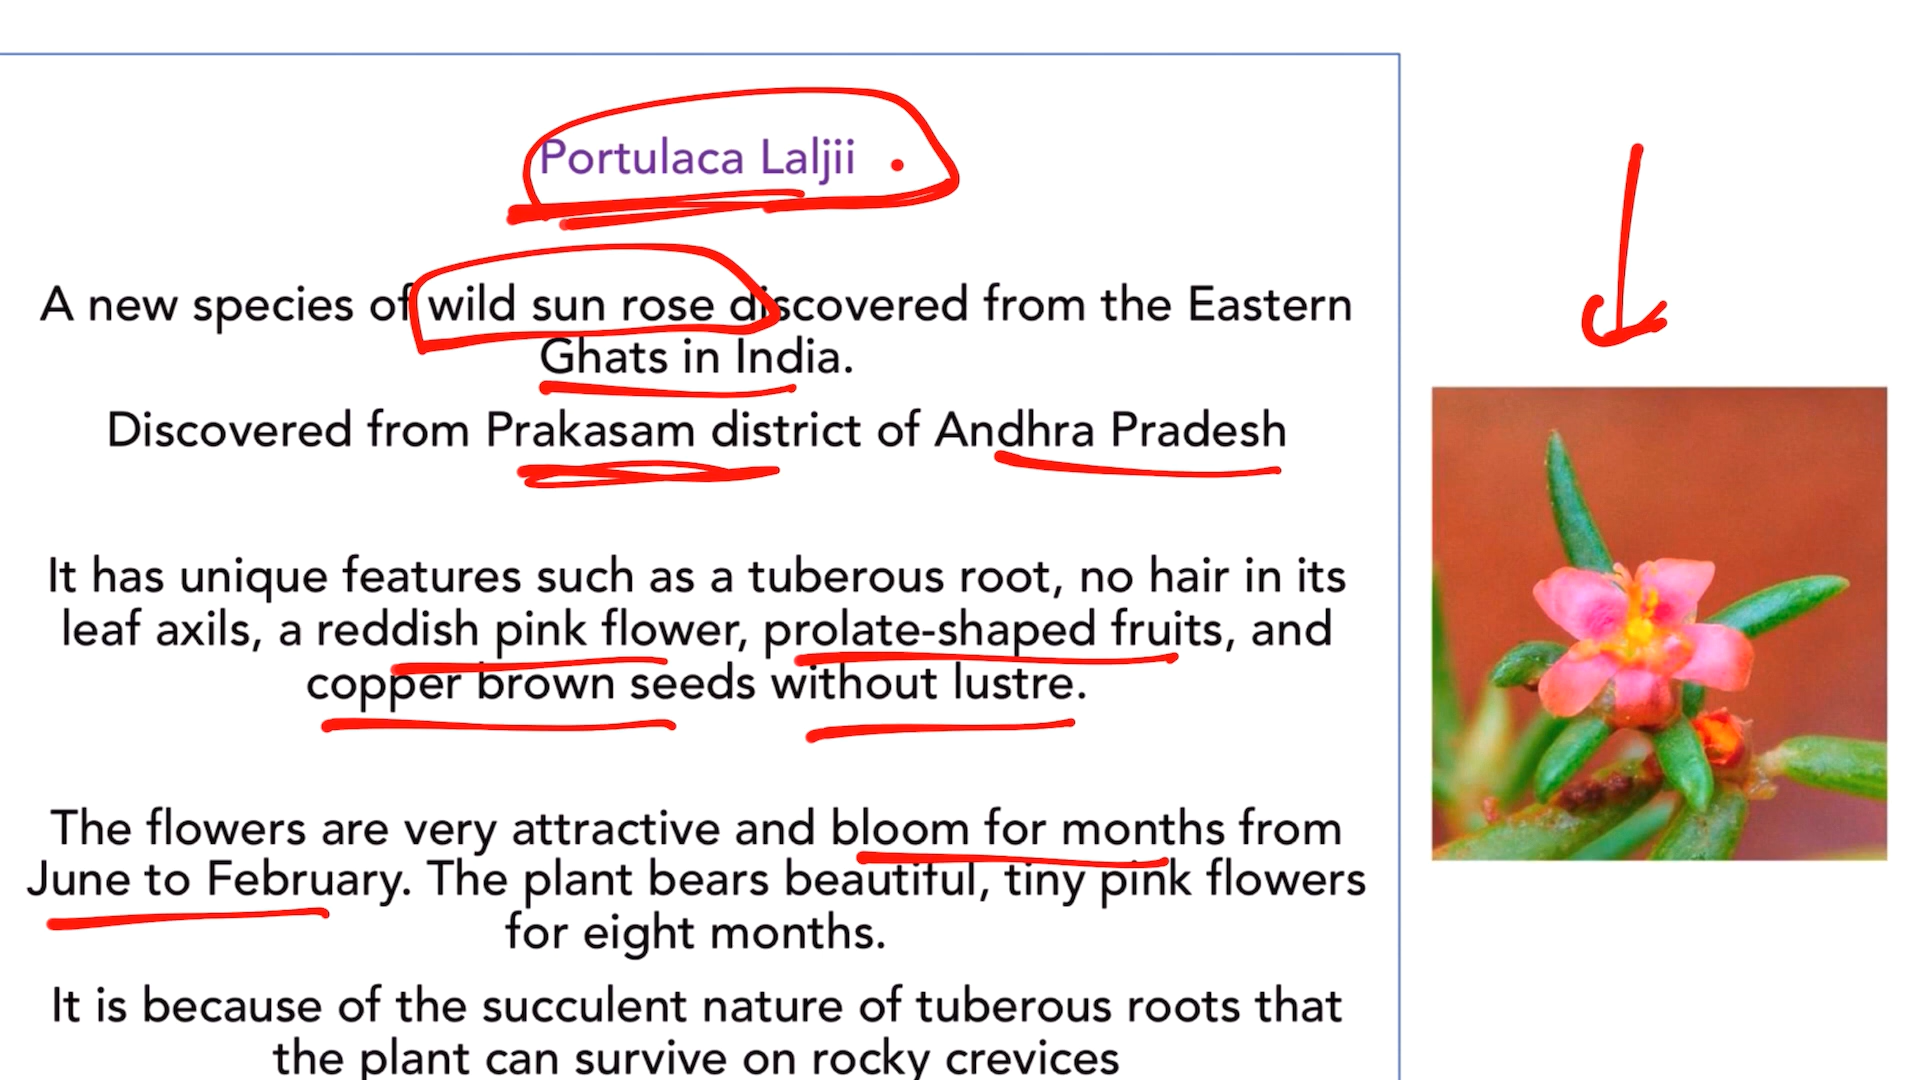 Portulaca Laljii
A new species of wild sun rose discovered from the Eastern
Ghats in India.
Discovered from Prakasam district of Andhra Pradesh
It has unique features such as a tuberous root, no hair in its
leaf axils, a reddish pink flower, prolate-shaped fruits, and
copper brown seeds without lustre.
The flowers are very attractive and bloom for months from
June to February. The plant bears beautiful, tiny pink flowers
for eight months.
It is because of the succulent nature of tuberous roots that
the plant can survive on rocky crevices